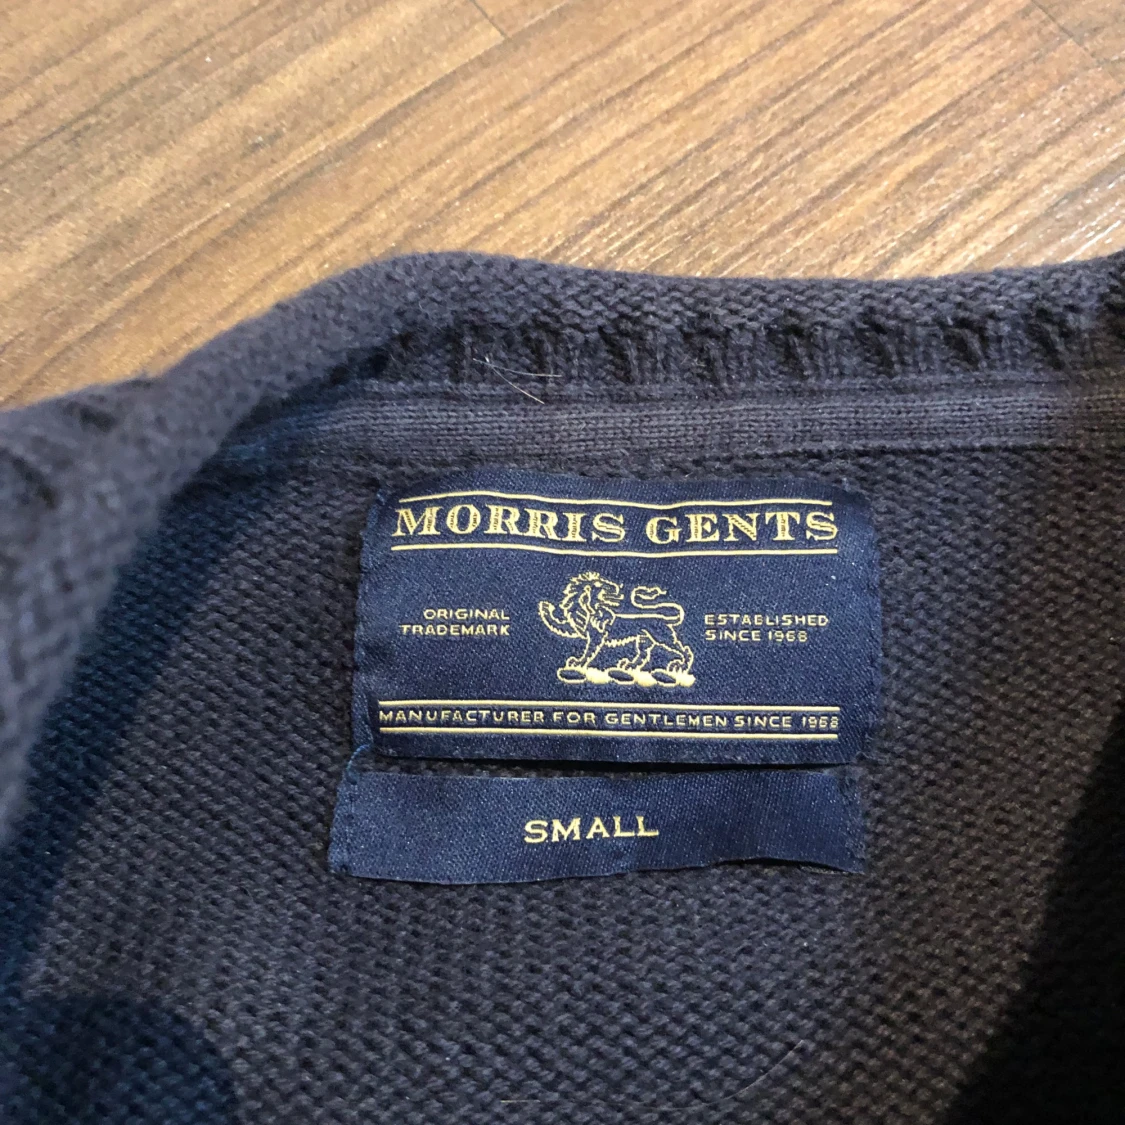 MORRIS GENTS
ORIGINAL
TRADEMARK
ESTABLISHED
SINCE 1968
MANUFACTURER FOR GENTLEMEN SINCE 1968
SMALL